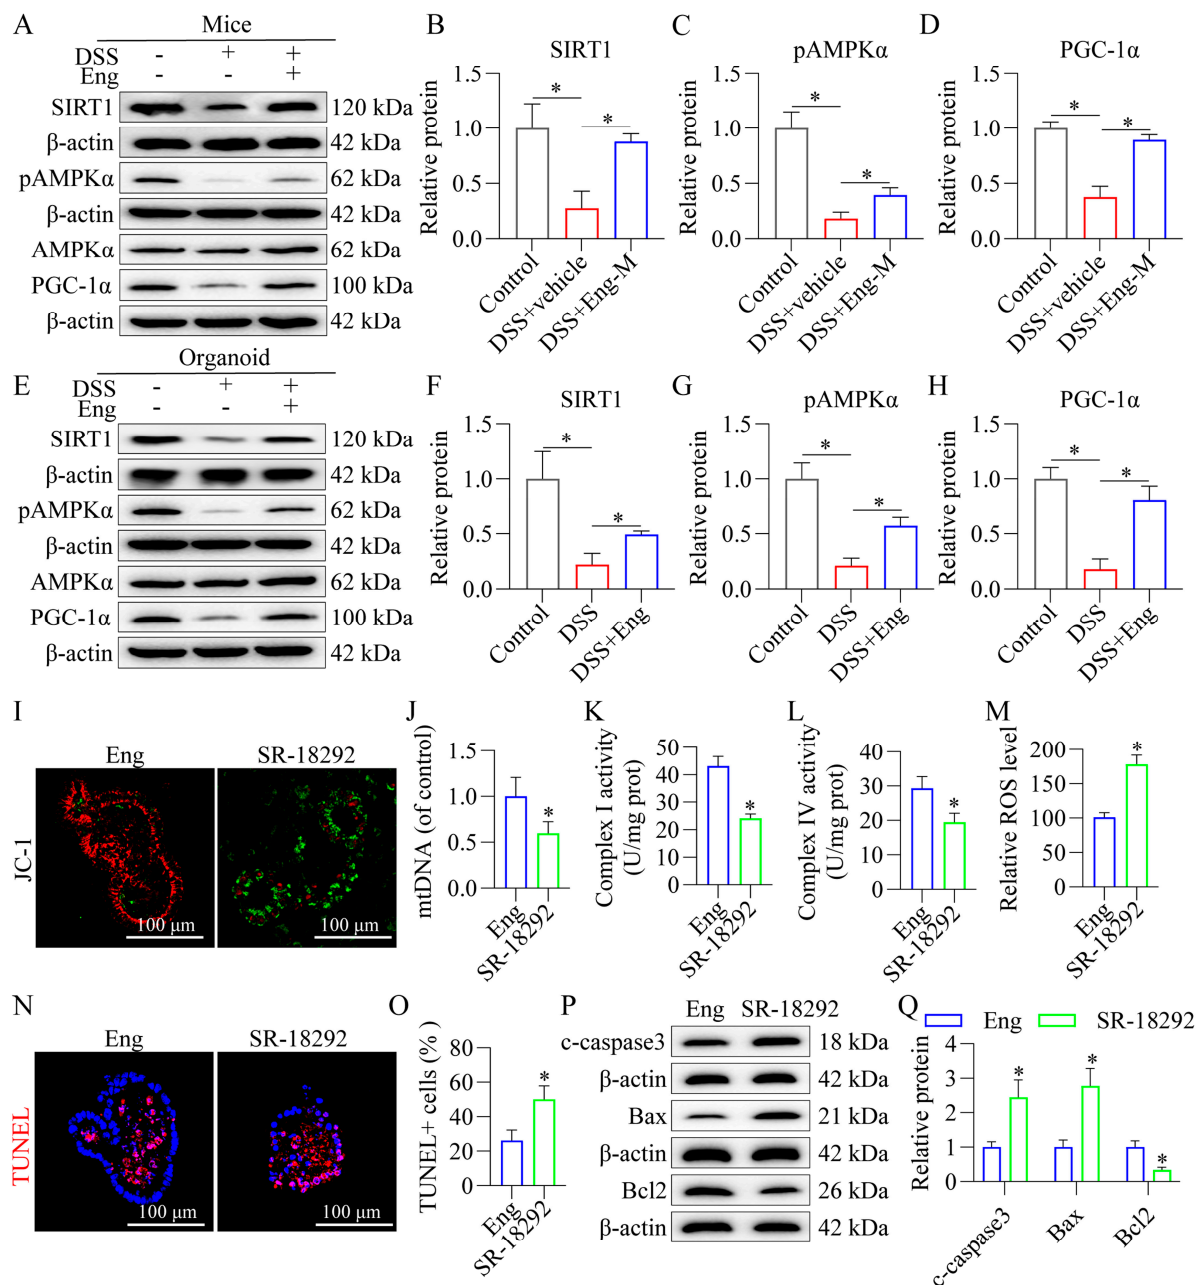 A
Mice
DSS - + +
Eng - - +
SIRT1 120 kDa
β-actin 42 kDa
pAMPKα 62 kDa
β-actin 42 kDa
AMPKα 62 kDa
PGC-1α 100 kDa
β-actin 42 kDa
B
SIRT1
Relative protein
1.5
1.0
0.5
0.0
*
*
Control
DSS+vehicle
DSS+Eng-M
C
pAMPKα
Relative protein
1.5
1.0
0.5
0.0
*
*
Control
DSS+vehicle
DSS+Eng-M
D
PGC-1α
Relative protein
1.5
1.0
0.5
0.0
*
*
Control
DSS+vehicle
DSS+Eng-M
E
Organoid
DSS - + +
Eng - - +
SIRT1 120 kDa
β-actin 42 kDa
pAMPKα 62 kDa
β-actin 42 kDa
AMPKα 62 kDa
PGC-1α 100 kDa
β-actin 42 kDa
F
SIRT1
Relative protein
1.5
1.0
0.5
0.0
*
*
Control
DSS
DSS+Eng
G
pAMPKα
Relative protein
1.5
1.0
0.5
0.0
*
*
Control
DSS
DSS+Eng
H
PGC-1α
Relative protein
1.5
1.0
0.5
0.0
*
*
Control
DSS
DSS+Eng
I
Eng SR-18292
JC-1
100 μm 100 μm
J
mtDNA (of control)
1.5
1.0
0.5
0.0
*
Eng
SR-18292
K
Complex I activity
(U/mg prot)
50
40
30
20
10
0
*
Eng
SR-18292
L
Complex IV activity
(U/mg prot)
40
30
20
10
0
*
Eng
SR-18292
M
Relative ROS level
200
150
100
50
0
*
Eng
SR-18292
N
Eng SR-18292
TUNEL
100 μm 100 μm
O
TUNEL+ cells (%)
80
60
40
20
0
*
Eng
SR-18292
P
Eng SR-18292
c-caspase3 18 kDa
β-actin 42 kDa
Bax 21 kDa
β-actin 42 kDa
Bcl2 26 kDa
β-actin 42 kDa
Q
Eng SR-18292
Relative protein
4
3
2
1
0
*
*
*
c-caspase3
Bax
Bcl2